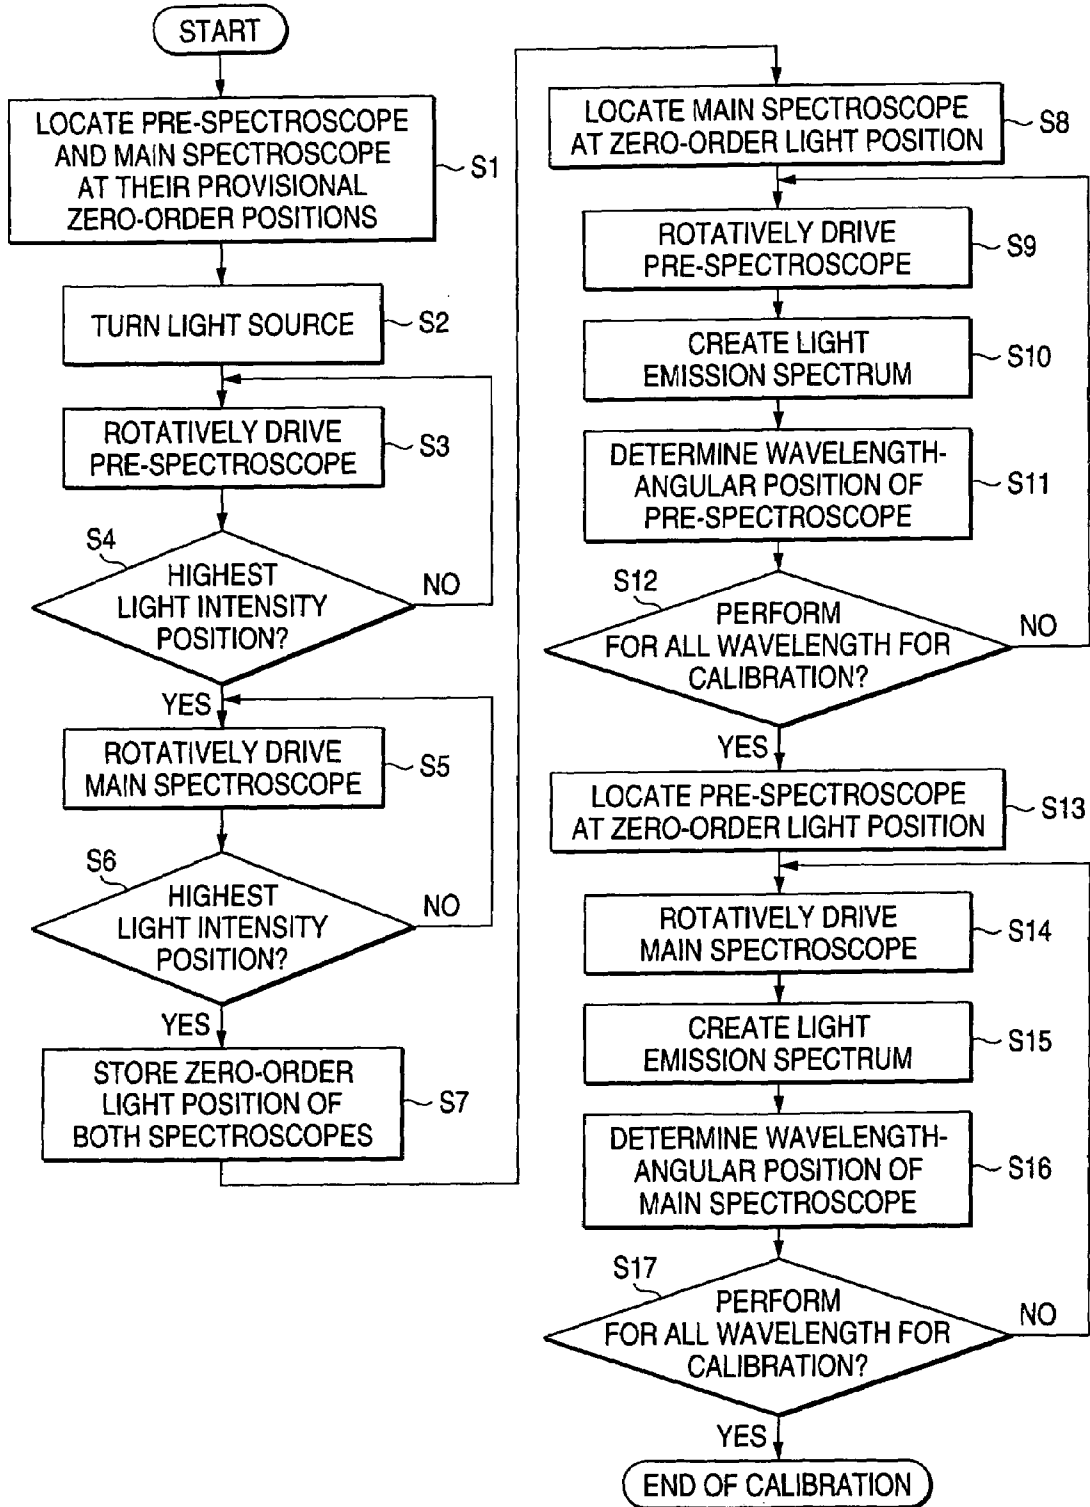 START
LOCATE PRE-SPECTROSCOPE
AND MAIN SPECTROSCOPE
AT THEIR PROVISIONAL
ZERO-ORDER POSITIONS
S1
TURN LIGHT SOURCE
S2
ROTATIVELY DRIVE
PRE-SPECTROSCOPE
S3
S4
HIGHEST
LIGHT INTENSITY
POSITION?
NO
YES
ROTATIVELY DRIVE
MAIN SPECTROSCOPE
S5
S6
HIGHEST
LIGHT INTENSITY
POSITION?
NO
YES
STORE ZERO-ORDER
LIGHT POSITION OF
BOTH SPECTROSCOPES
S7
LOCATE MAIN SPECTROSCOPE
AT ZERO-ORDER LIGHT POSITION
S8
ROTATIVELY DRIVE
PRE-SPECTROSCOPE
S9
CREATE LIGHT
EMISSION SPECTRUM
S10
DETERMINE WAVELENGTH-
ANGULAR POSITION OF
PRE-SPECTROSCOPE
S11
S12
PERFORM
FOR ALL WAVELENGTH FOR
CALIBRATION?
NO
YES
LOCATE PRE-SPECTROSCOPE
AT ZERO-ORDER LIGHT POSITION
S13
ROTATIVELY DRIVE
MAIN SPECTROSCOPE
S14
CREATE LIGHT
EMISSION SPECTRUM
S15
DETERMINE WAVELENGTH-
ANGULAR POSITION OF
MAIN SPECTROSCOPE
S16
S17
PERFORM
FOR ALL WAVELENGTH FOR
CALIBRATION?
NO
YES
END OF CALIBRATION